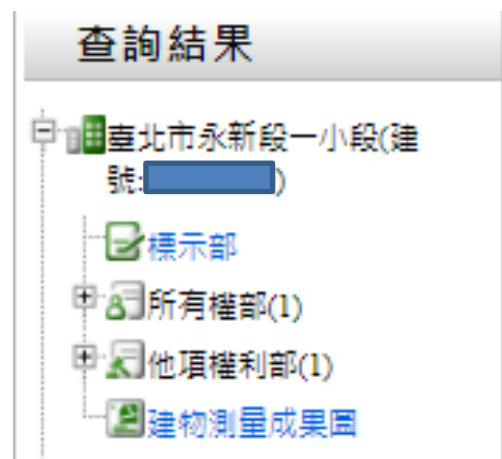 查詢結果
臺北市永新段一小段(建
號: )
標示部
所有權部(1)
他項權利部(1)
建物測量成果圖